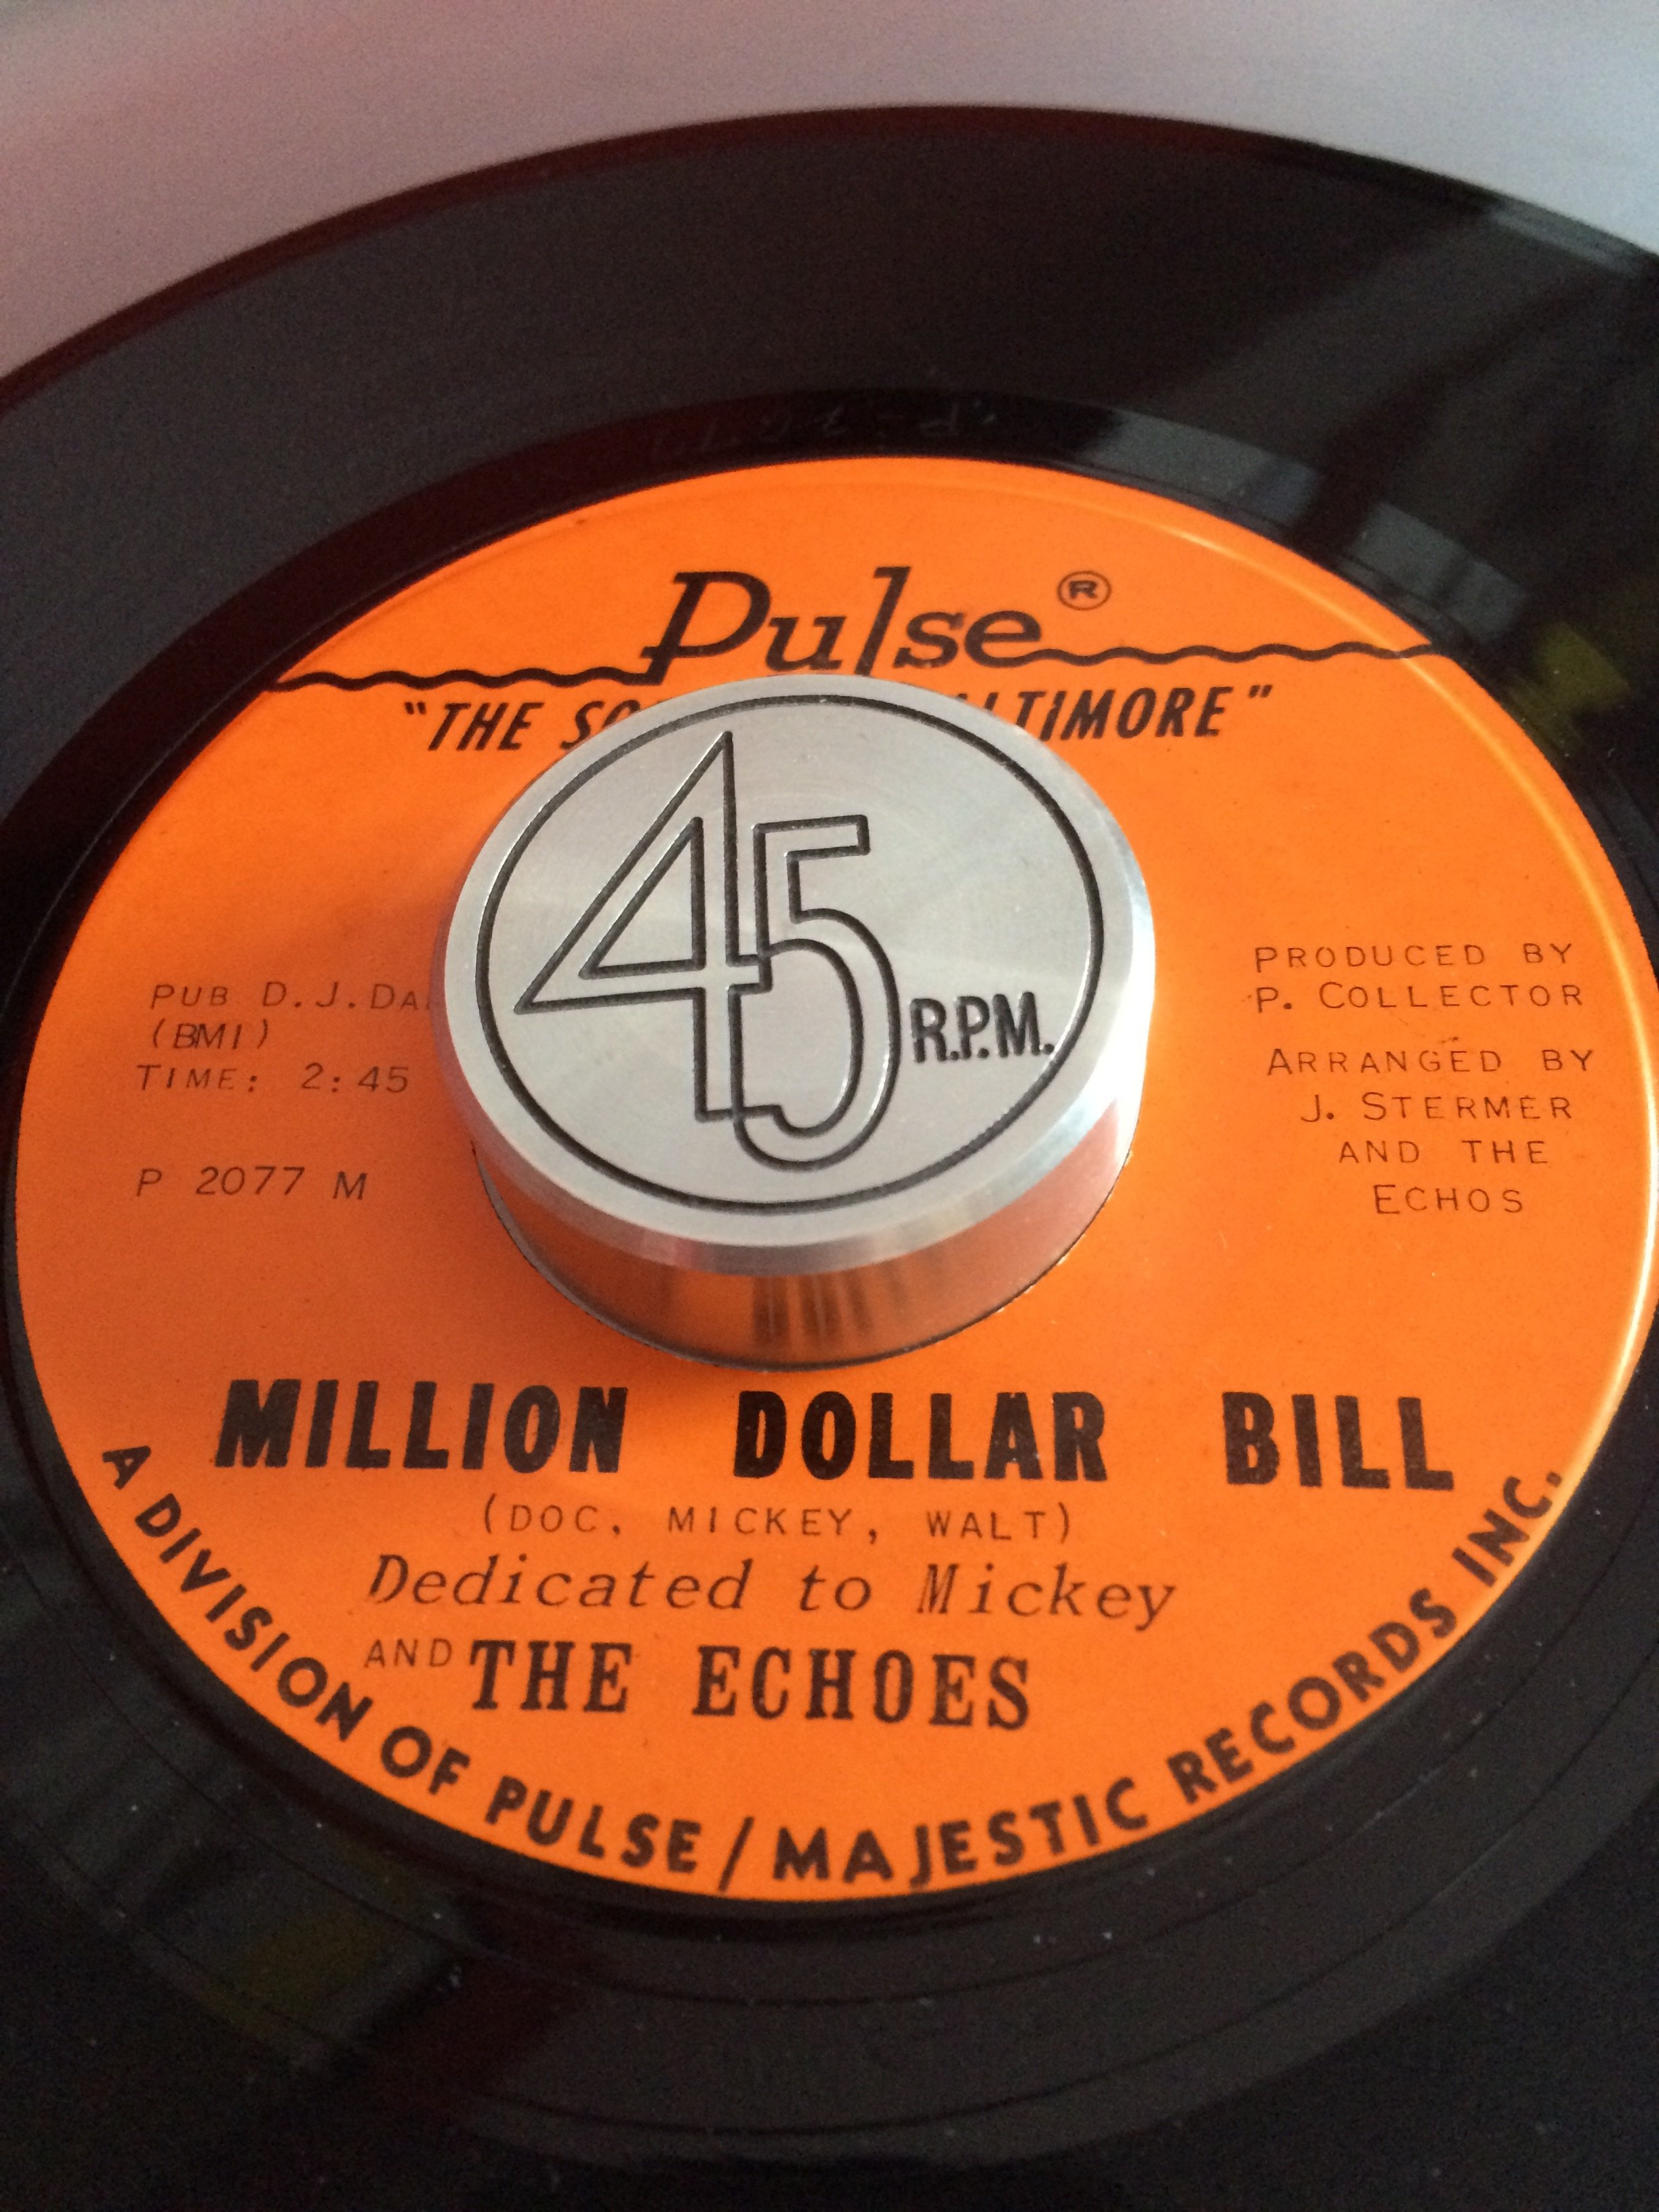 Pulse®
"THE TIMORE"
45 R.P.M.
PUB D.J.
(BMI)
TIME: 2:45
P 2077 M
PRODUCED BY
P. COLLECTOR
ARRANGED BY
J. STERMER
AND THE
ECHOS
MILLION DOLLAR BILL
(DOC, MICKEY, WALT)
Dedicated to Mickey
AND THE ECHOES
A DIVISION OF PULSE/MAJESTIC RECORDS INC.